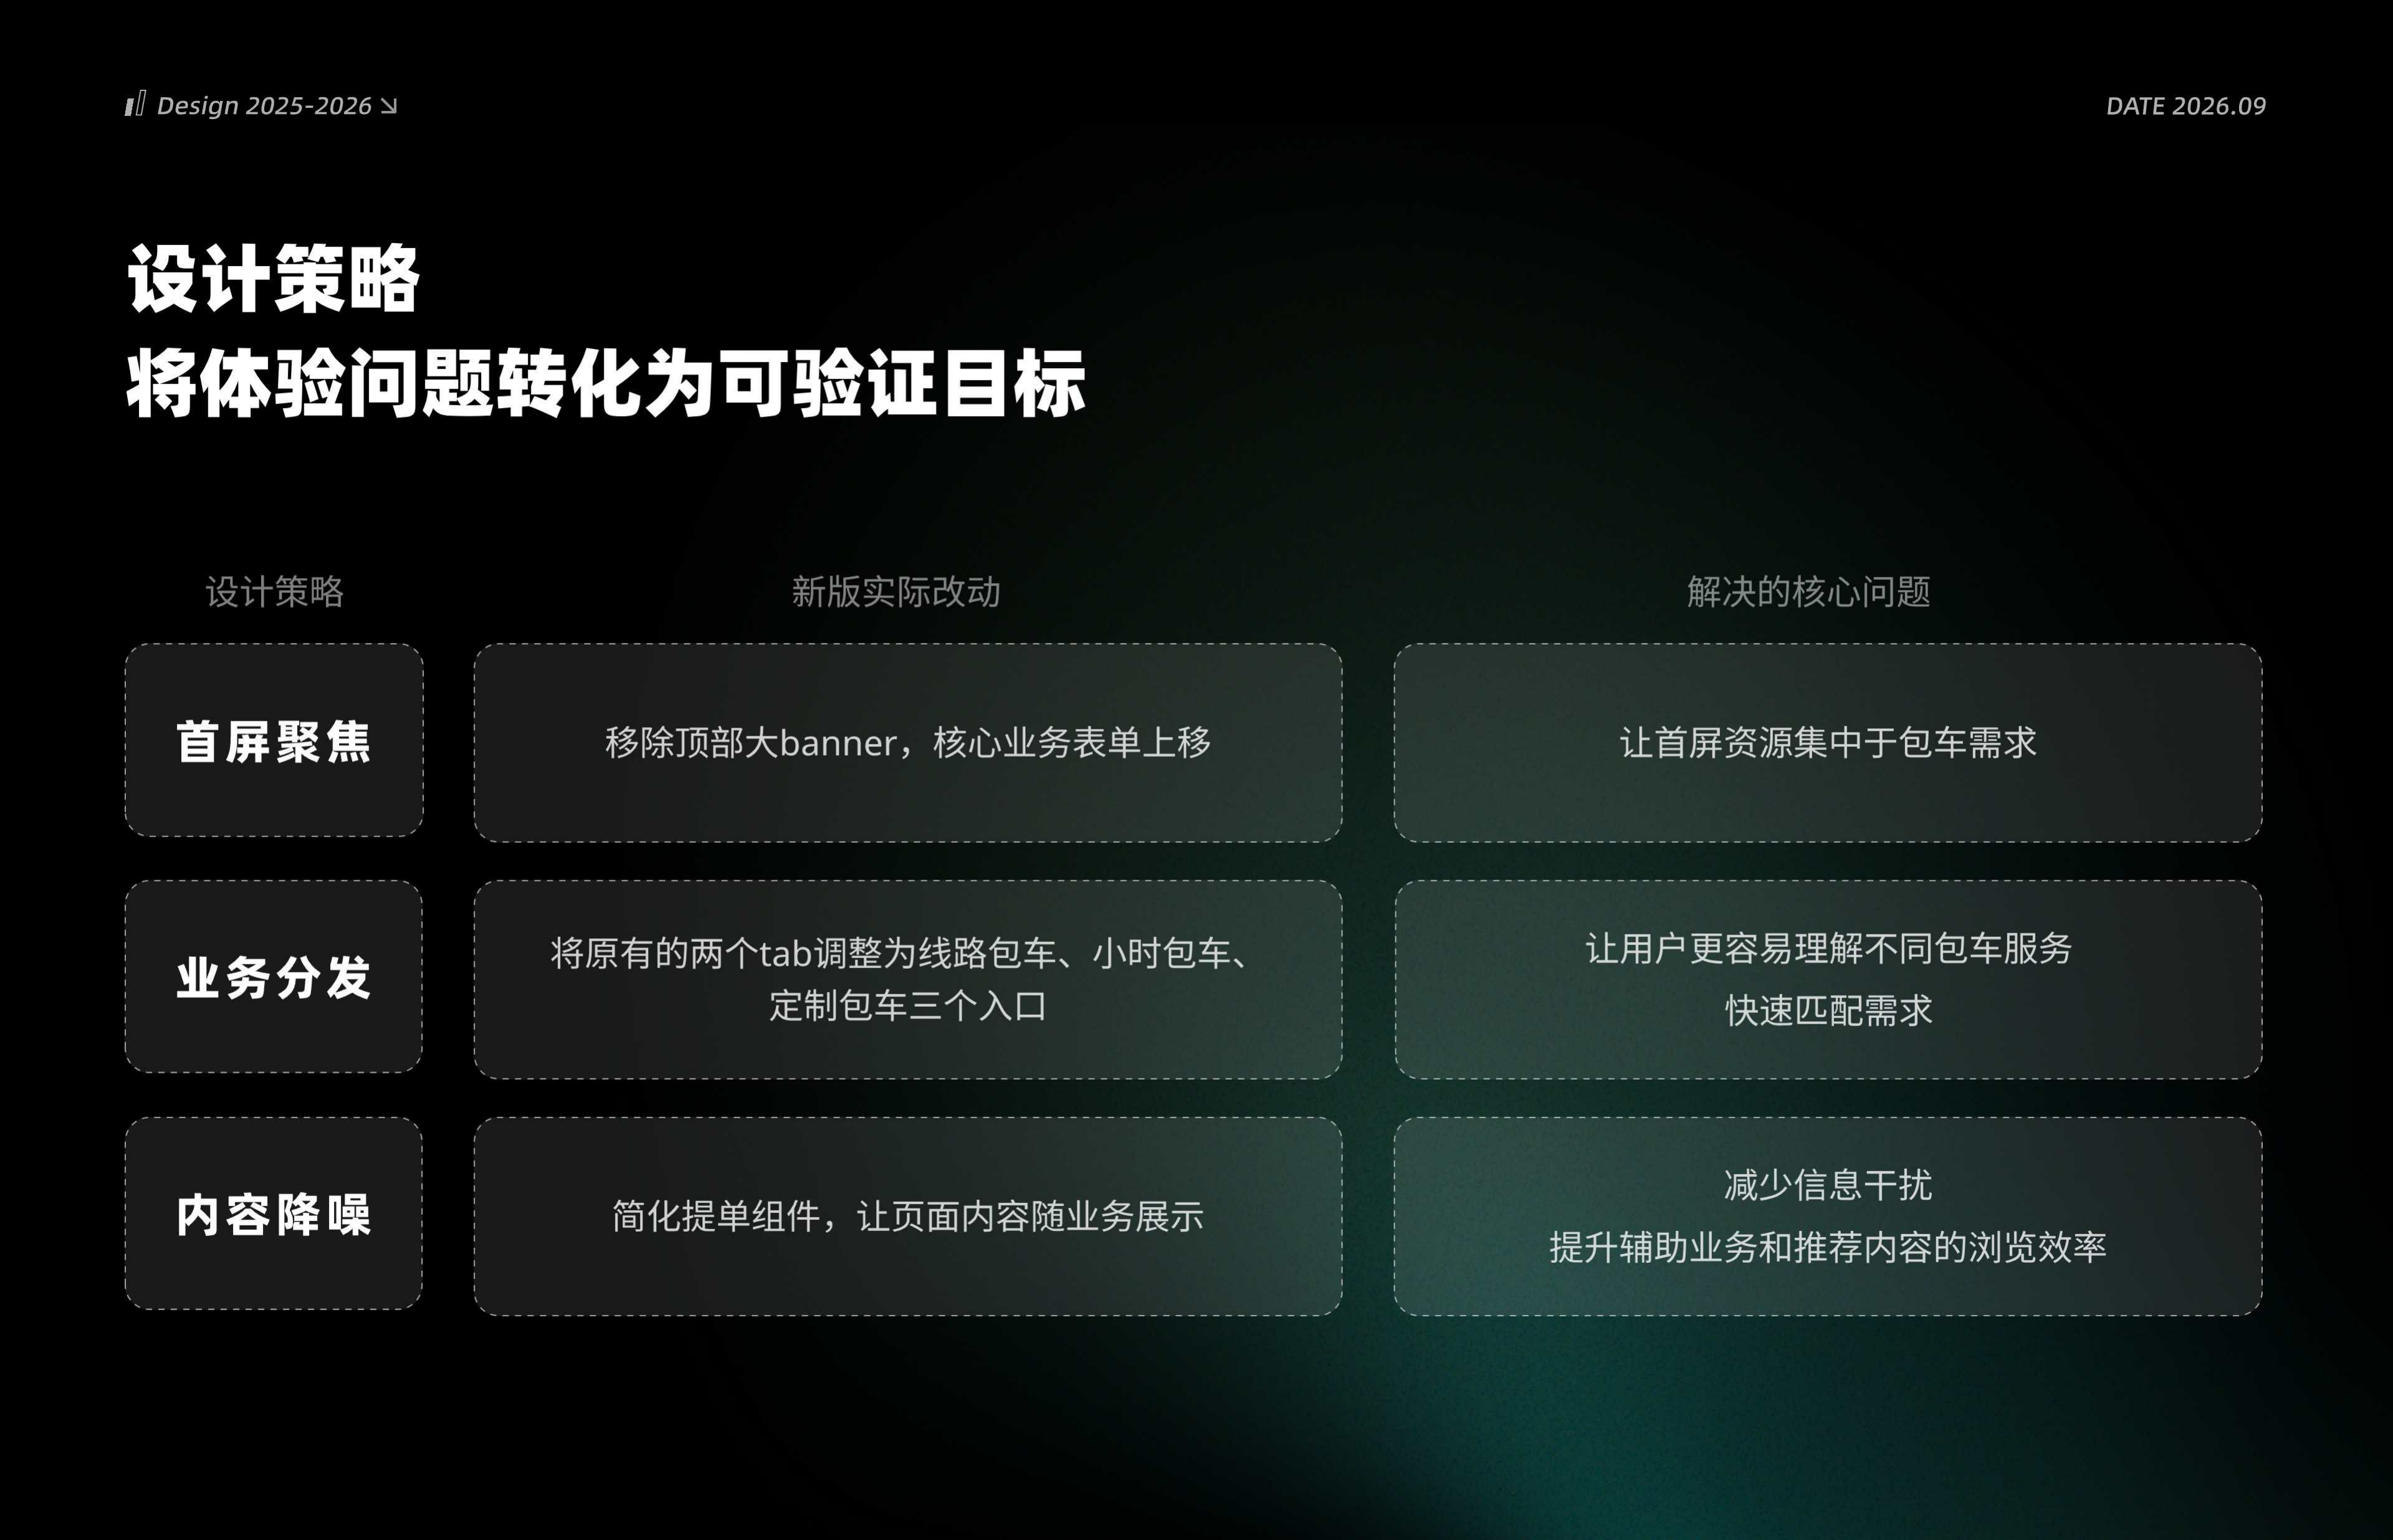 Design 2025-2026
DATE 2026.09
设计策略
将体验问题转化为可验证目标
设计策略
新版实际改动
解决的核心问题
首屏聚焦
移除顶部大banner，核心业务表单上移
让首屏资源集中于包车需求
业务分发
将原有的两个tab调整为线路包车、小时包车、
定制包车三个入口
让用户更容易理解不同包车服务
快速匹配需求
内容降噪
简化提单组件，让页面内容随业务展示
减少信息干扰
提升辅助业务和推荐内容的浏览效率